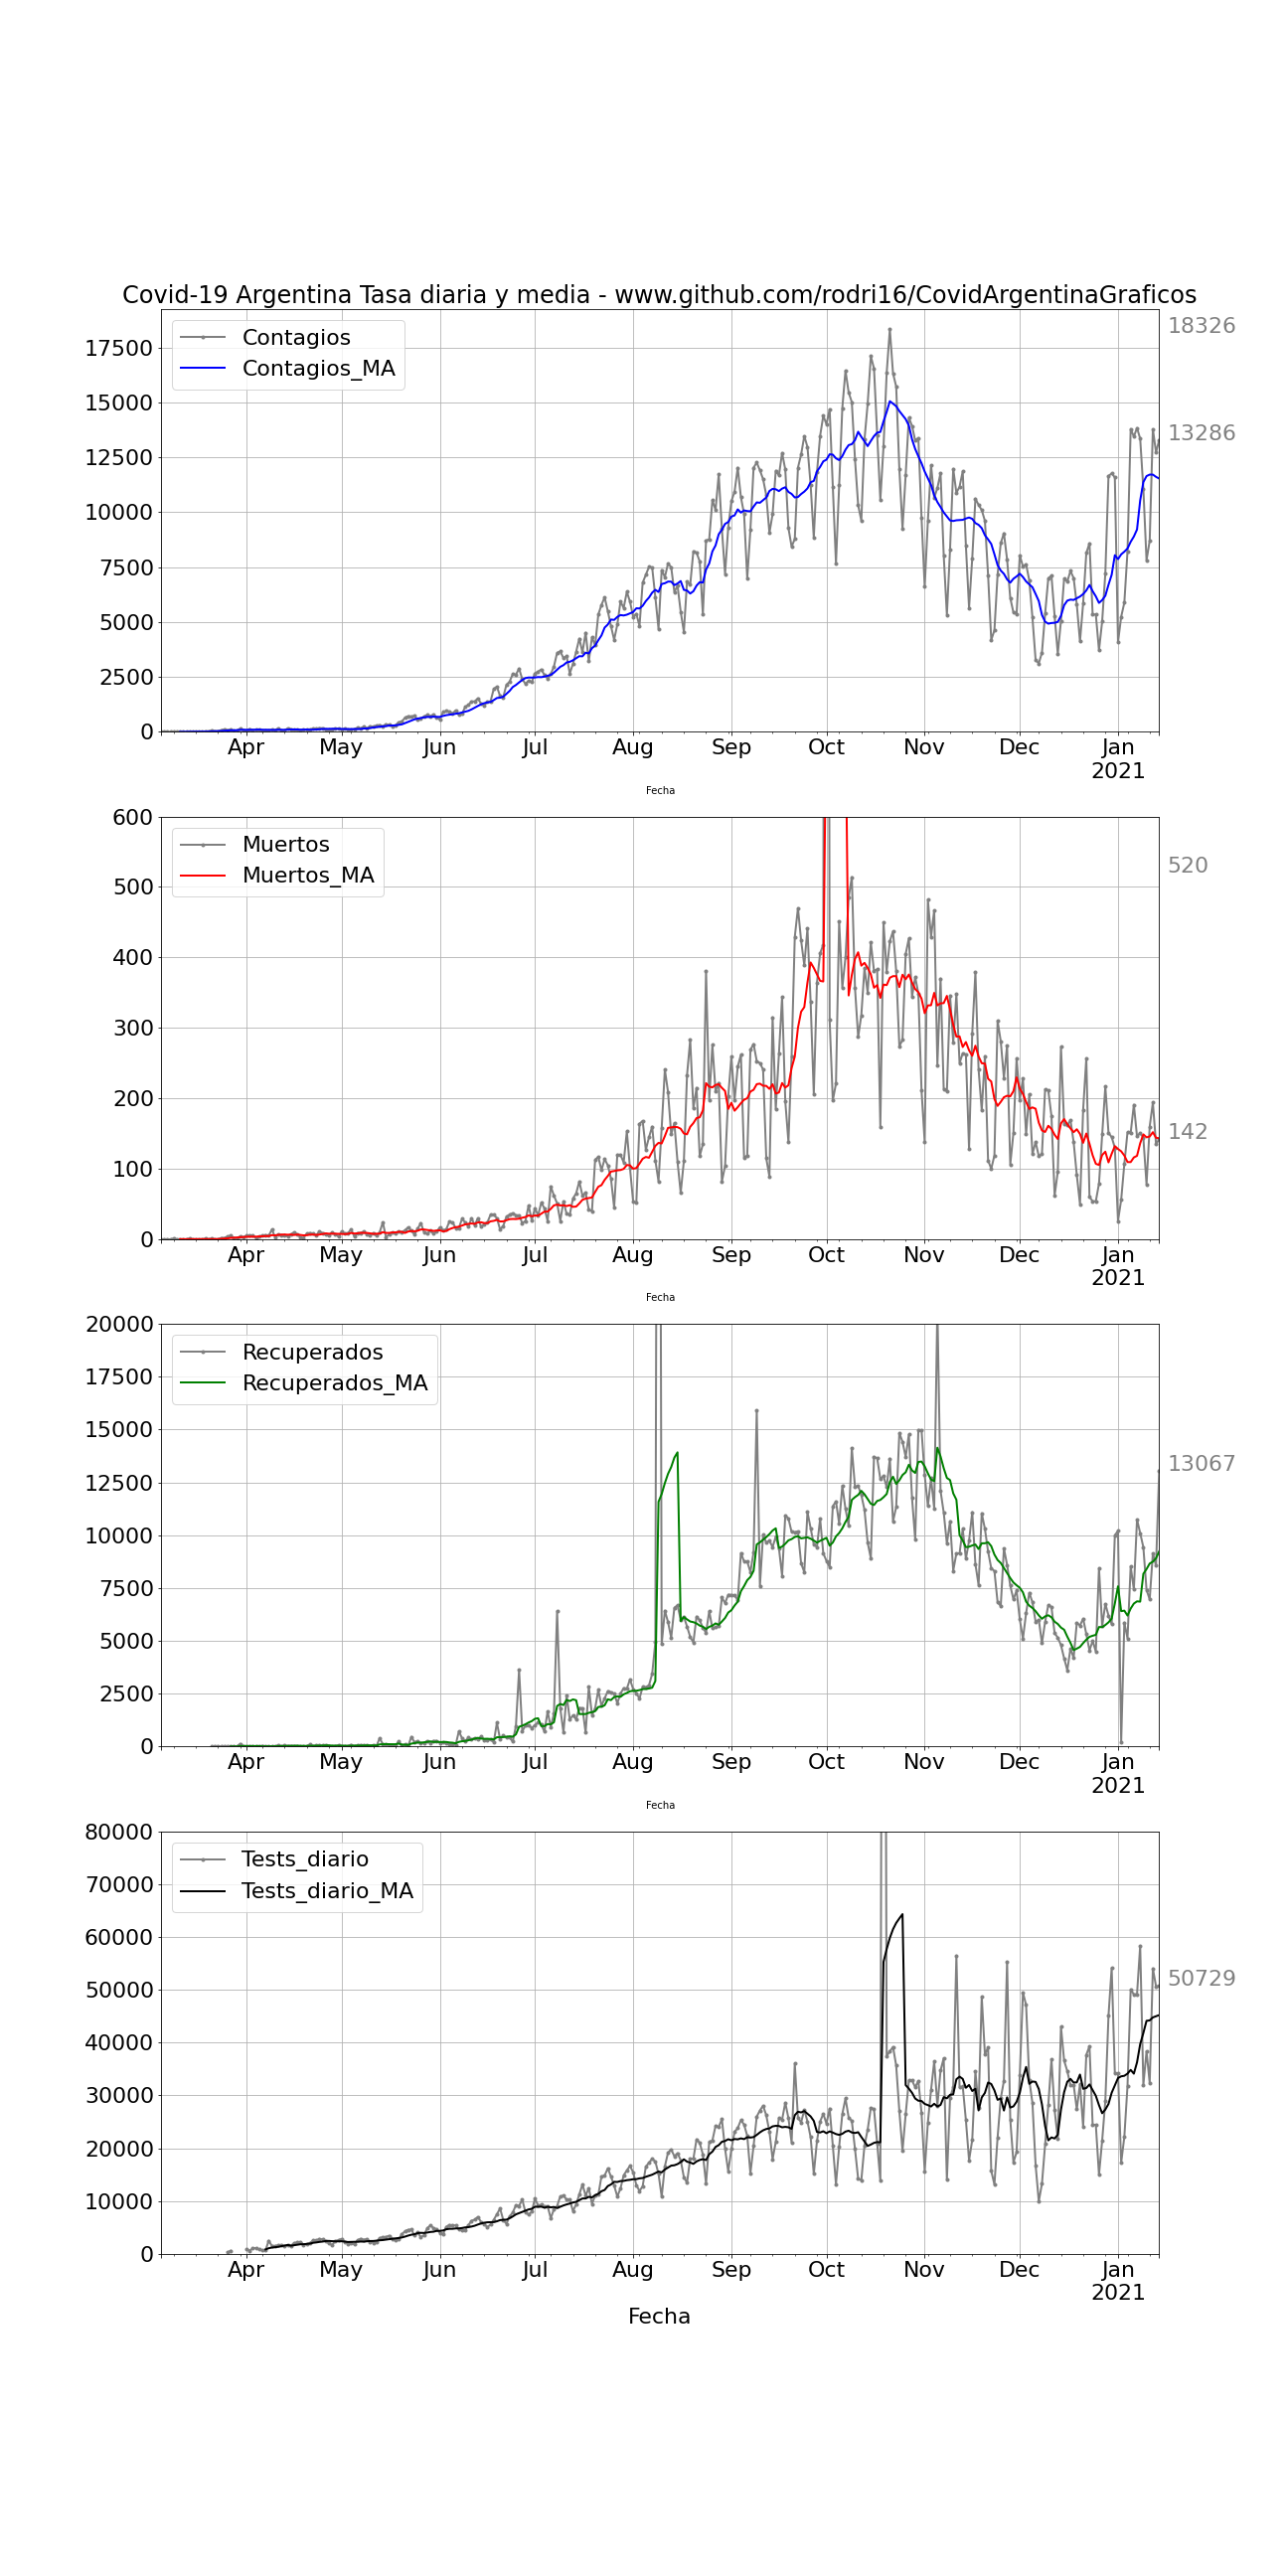 Covid-19 Argentina Tasa diaria y media - www.github.com/rodri16/CovidArgentinaGraficos
Contagios
Contagios_MA
18326
17500
15000
13286
12500
10000
7500
5000
2500
0
Apr May Jun Jul Aug Sep Oct Nov Dec Jan
2021
Fecha
600
Muertos
Muertos_MA
520
500
400
300
200
142
100
0
Apr May Jun Jul Aug Sep Oct Nov Dec Jan
2021
Fecha
20000
Recuperados
Recuperados_MA
17500
15000
13067
12500
10000
7500
5000
2500
0
Apr May Jun Jul Aug Sep Oct Nov Dec Jan
2021
Fecha
80000
Tests_diario
Tests_diario_MA
70000
60000
50729
50000
40000
30000
20000
10000
0
Apr May Jun Jul Aug Sep Oct Nov Dec Jan
2021
Fecha